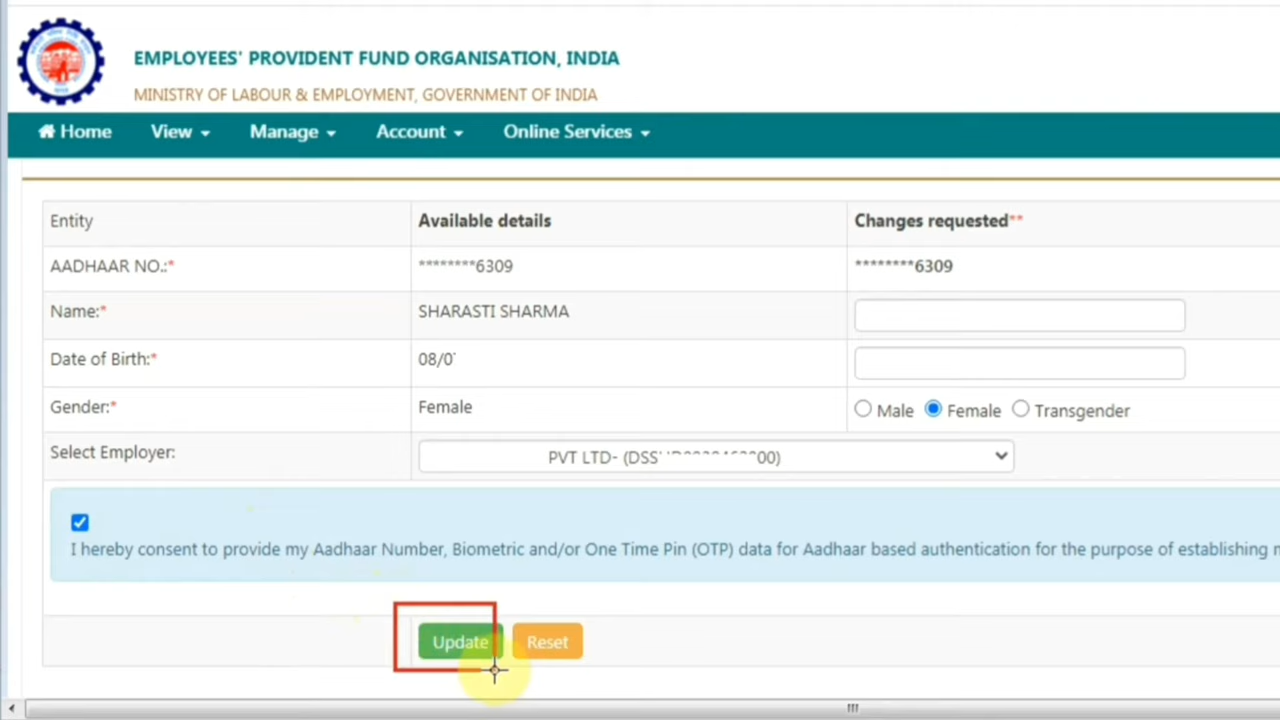 EMPLOYEES' PROVIDENT FUND ORGANISATION, INDIA
MINISTRY OF LABOUR & EMPLOYMENT, GOVERNMENT OF INDIA
Home View Manage Account Online Services
Entity Available details Changes requested**
AADHAAR NO.:* ********6309 ********6309
Name:* SHARASTI SHARMA
Date of Birth:* 08/0
Gender:* Female Male Female Transgender
Select Employer: PVT LTD- (DSS
I hereby consent to provide my Aadhaar Number, Biometric and/or One Time Pin (OTP) data for Aadhaar based authentication for the purpose of establishing
Update Reset